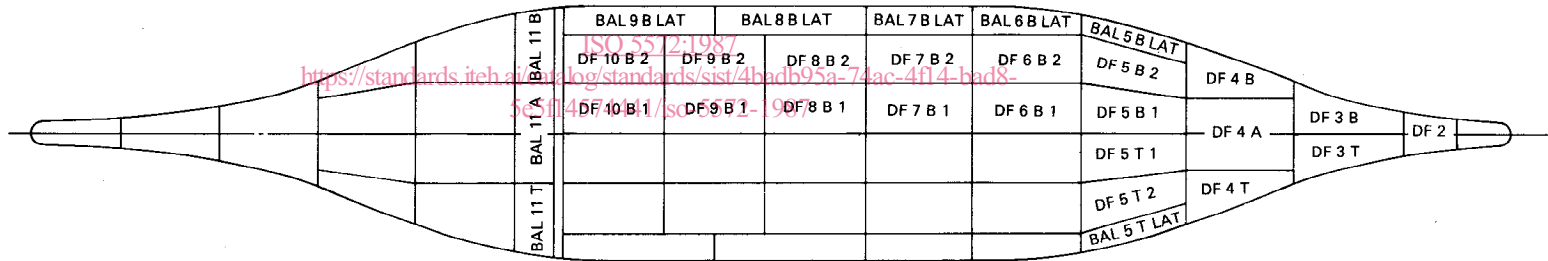 BAL 9 B LAT
BAL 8 B LAT
BAL 7 B LAT
BAL 6 B LAT
BAL 5 B LAT
BAL 11 B
ISO 5572:1987
DF 10 B 2
DF 9 B 2
DF 8 B 2
DF 7 B 2
DF 6 B 2
DF 5 B 2
DF 4 B
https://standards.iteh.ai/catalog/standards/sist/4badb95a-74ac-4f14-bad8-
5e5f14574441/iso-5572-1987
BAL 11 A
DF 10 B 1
DF 9 B 1
DF 8 B 1
DF 7 B 1
DF 6 B 1
DF 5 B 1
DF 3 B
DF 4 A
DF 2
DF 5 T 1
DF 3 T
BAL 11 T
DF 5 T 2
DF 4 T
BAL 5 T LAT